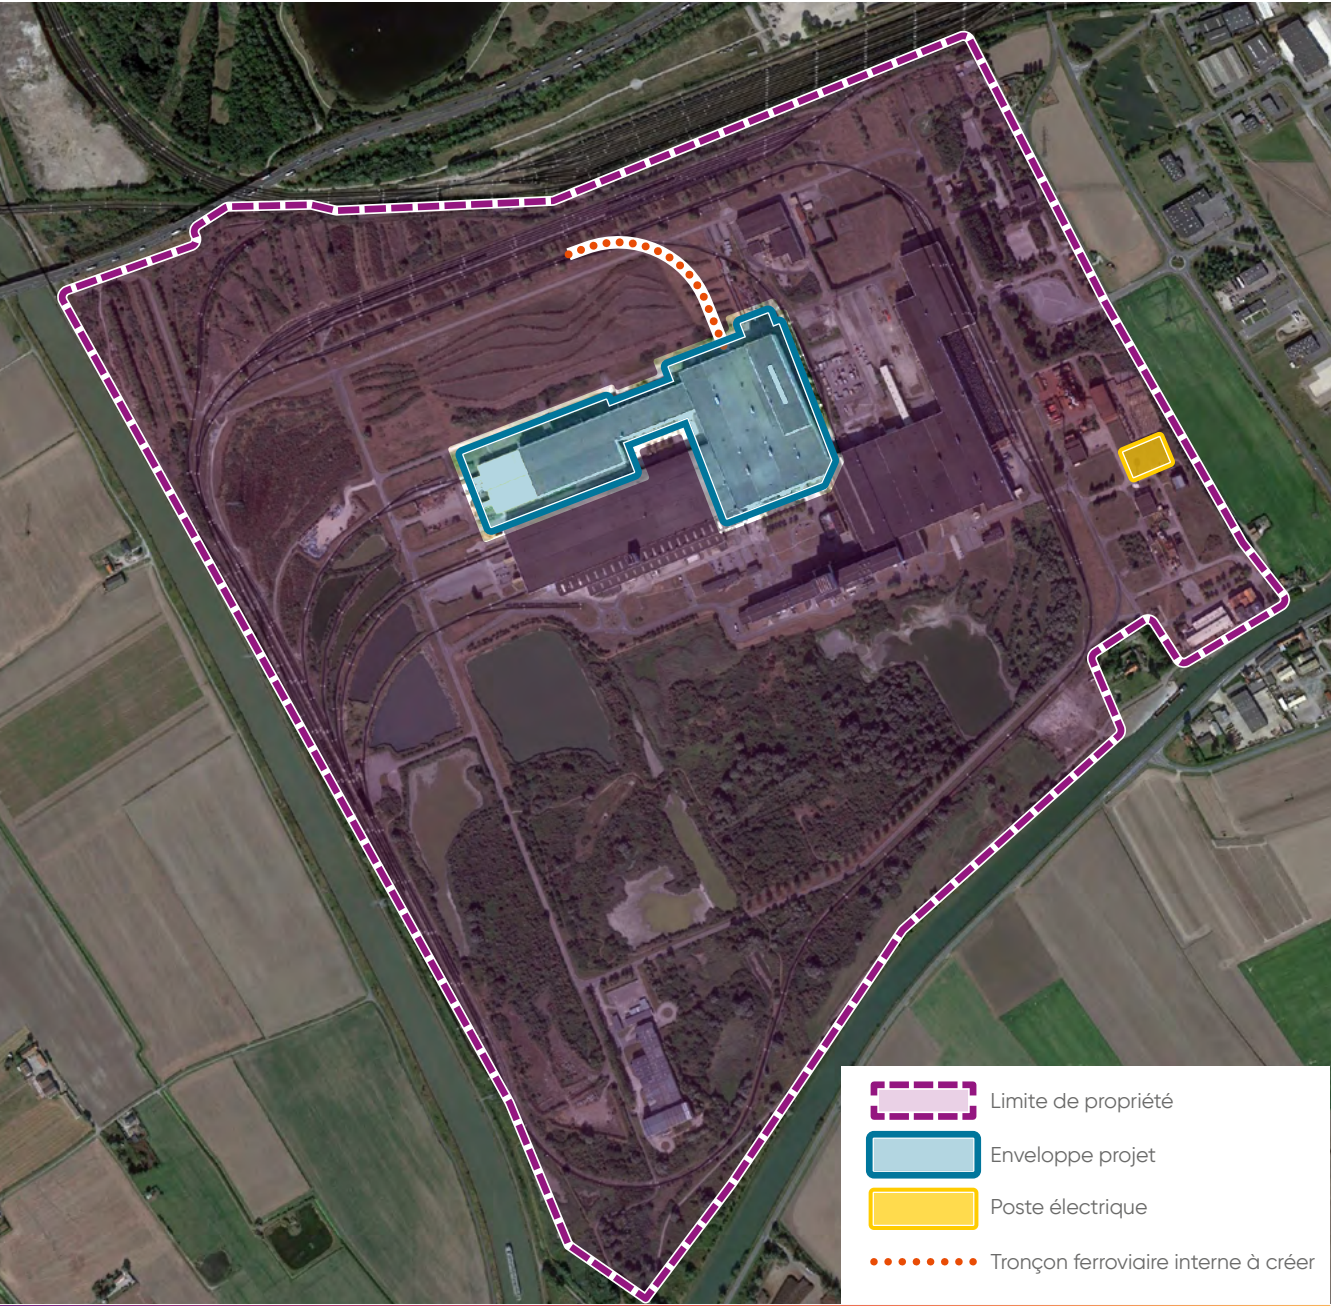 Limite de propriété
Enveloppe projet
Poste électrique
Tronçon ferroviaire interne à créer